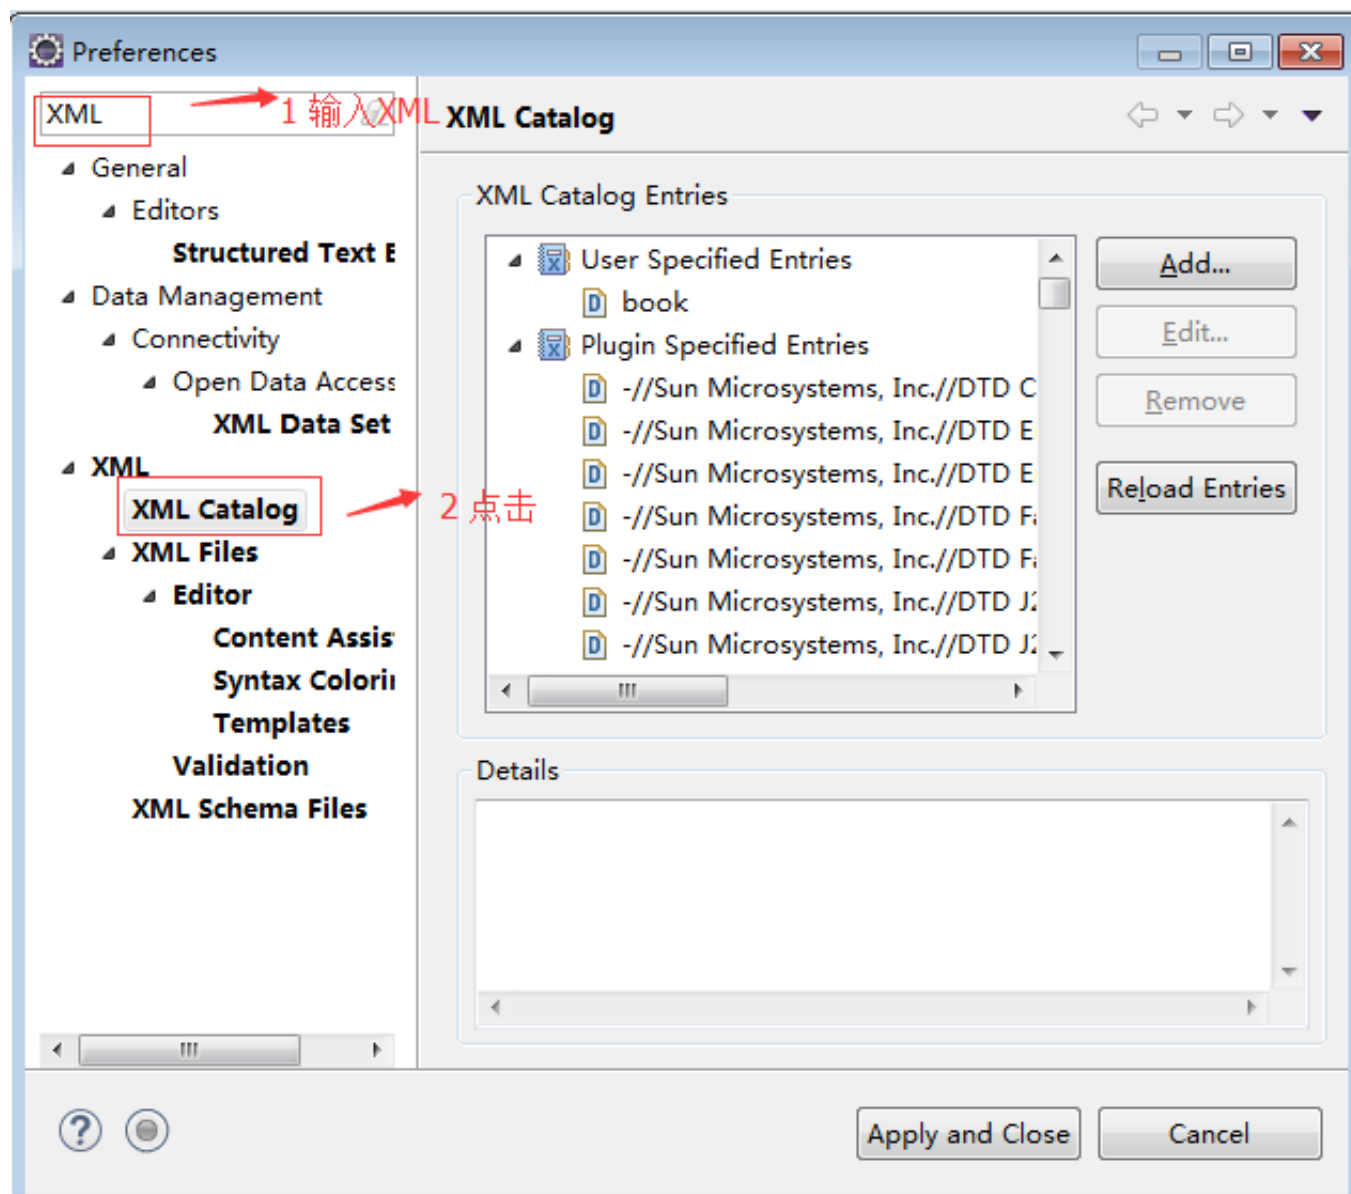 Preferences
XML
1 输入XML
General
Editors
Structured Text E
Data Management
Connectivity
Open Data Access
XML Data Set
XML
XML Catalog
2 点击
XML Files
Editor
Content Assis
Syntax Colori
Templates
Validation
XML Schema Files
XML Catalog
XML Catalog Entries
User Specified Entries
book
Plugin Specified Entries
-//Sun Microsystems, Inc.//DTD C
-//Sun Microsystems, Inc.//DTD E
-//Sun Microsystems, Inc.//DTD E
-//Sun Microsystems, Inc.//DTD Fa
-//Sun Microsystems, Inc.//DTD Fa
-//Sun Microsystems, Inc.//DTD J2
-//Sun Microsystems, Inc.//DTD J2
Add...
Edit...
Remove
Reload Entries
Details
Apply and Close
Cancel